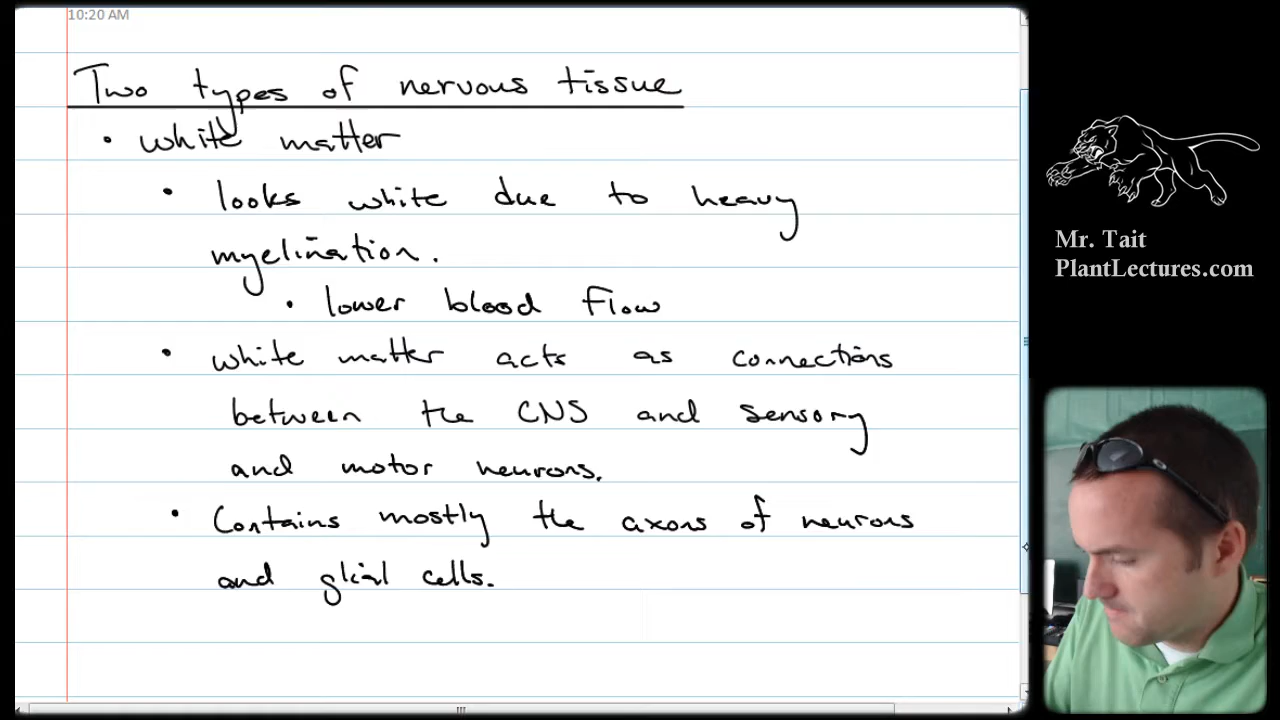 10:20 AM
Two types of nervous tissue
• white matter
• looks white due to heavy
myelination.
• lower blood flow
• white matter acts as connections
between the CNS and sensory
and motor neurons.
• Contains mostly the axons of neurons
and glial cells.
Mr. Tait
PlantLectures.com